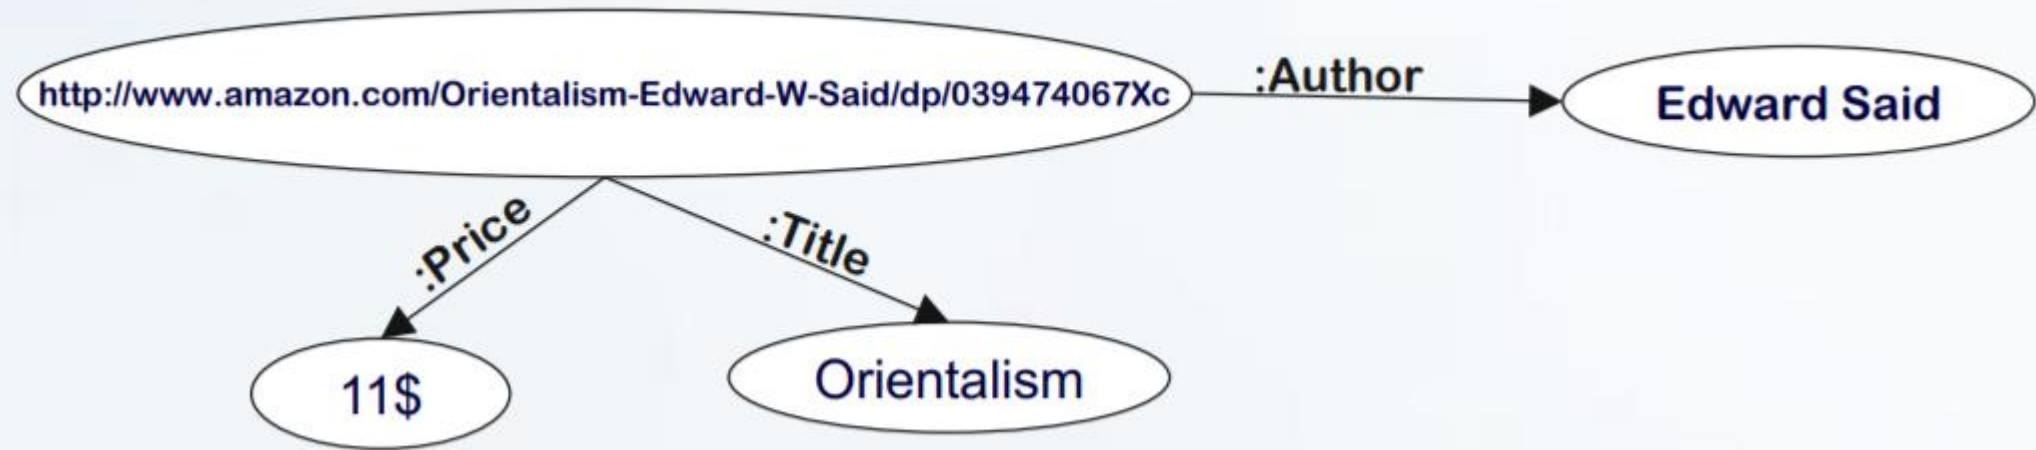 http://www.amazon.com/Orientalism-Edward-W-Said/dp/039474067Xc
:Author
Edward Said
:Price
:Title
11$
Orientalism